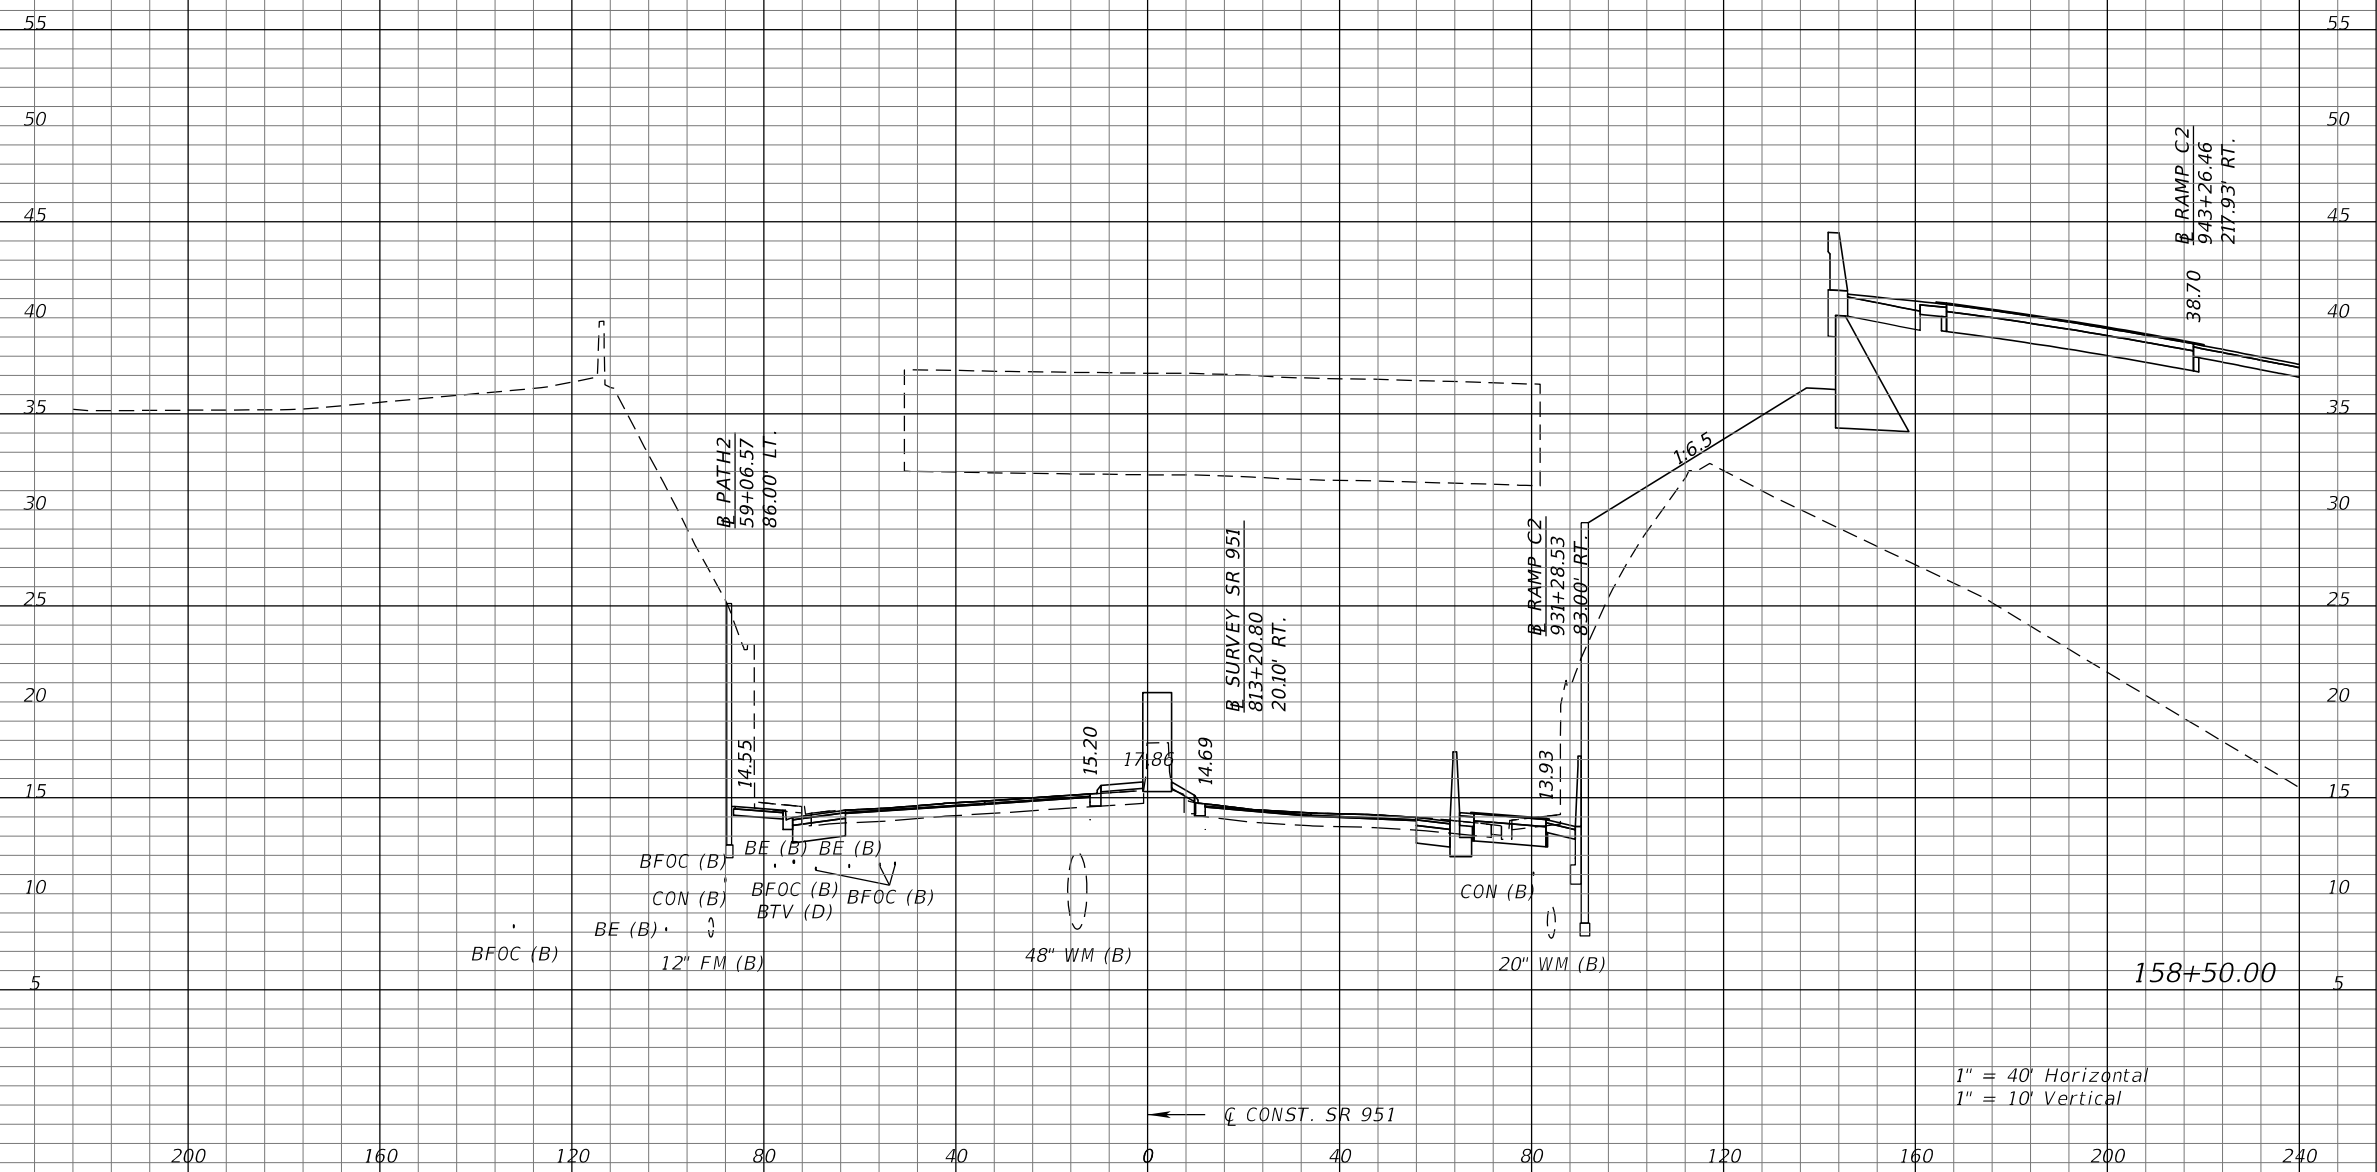 55 55
50 50
45 45
40 40
35 35
30 30
25 25
20 20
15 15
10 10
5 5
℄ RAMP C2
943+26.46
217.93' RT.
38.70
1:6.5
℄ PATH2
59+06.57
86.00' LT.
℄ SURVEY SR 951
813+20.80
20.10' RT.
℄ RAMP C2
931+28.53
83.00' RT.
14.55
15.20
17.86
14.69
13.93
BFOC (B)
BE (B)
BE (B)
CON (B)
BFOC (B)
BTV (D)
BFOC (B)
CON (B)
BE (B)
BFOC (B)
12" FM (B)
48" WM (B)
20" WM (B)
158+50.00
1" = 40' Horizontal
1" = 10' Vertical
℄ CONST. SR 951
200 160 120 80 40 0 40 80 120 160 200 240